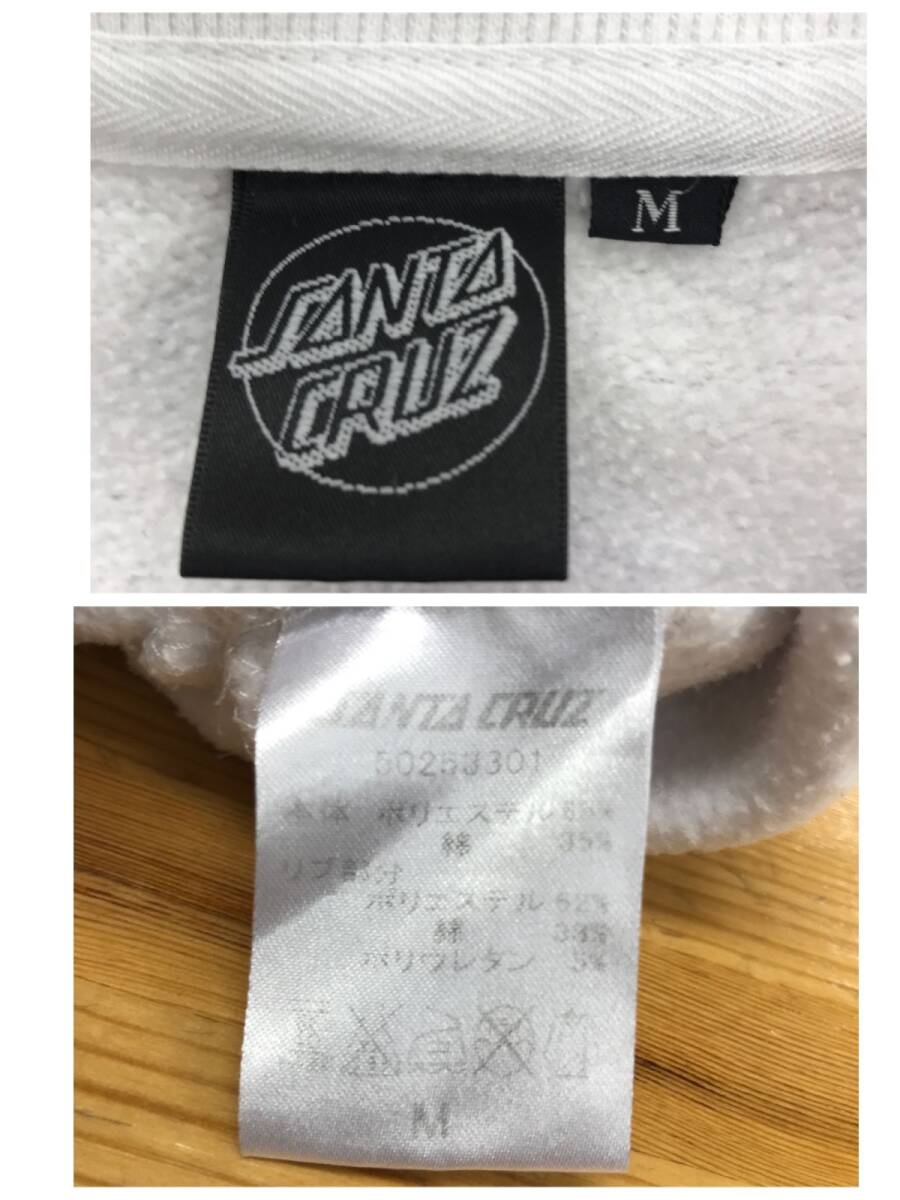 SANTA
CRUZ
M
SANTA CRUZ
50253301
本体 ポリエステル 65%
綿 35%
リブ部分
ポリエステル 62%
綿 33%
ポリウレタン 5%
M